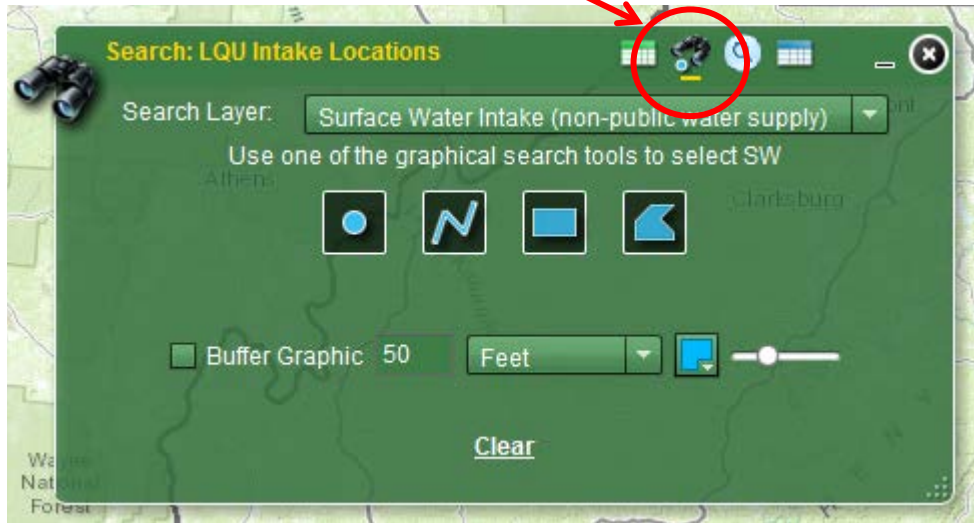 Search: LQU Intake Locations
Search Layer: Surface Water Intake (non-public water supply)
Use one of the graphical search tools to select SW
Athens
Clarksburg
Buffer Graphic 50 Feet
Clear
Wayne
National
Forest